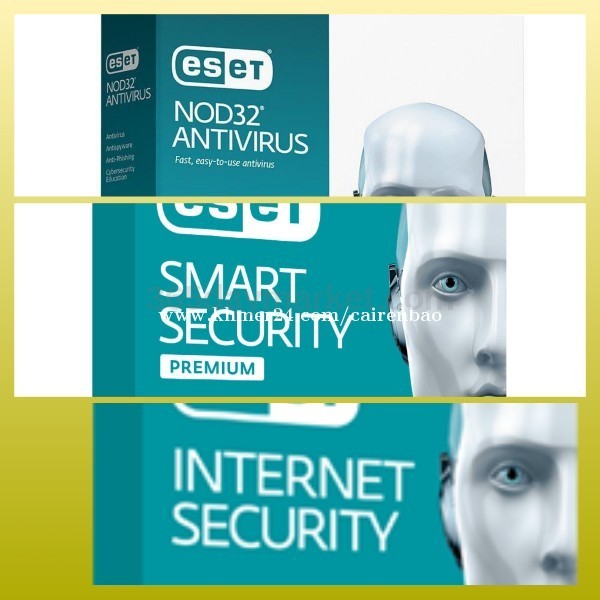 eseT
NOD32®
ANTIVIRUS
Antivirus
Antispyware
Anti-Phishing
Cybersecurity
Education
eseT®
NOD32®
ANTIVIRUS
Fast, easy-to-use antivirus
eseT
SMART
SECURITY
PREMIUM
www.khmer24.com/cairenbao
INTERNET
SECURITY